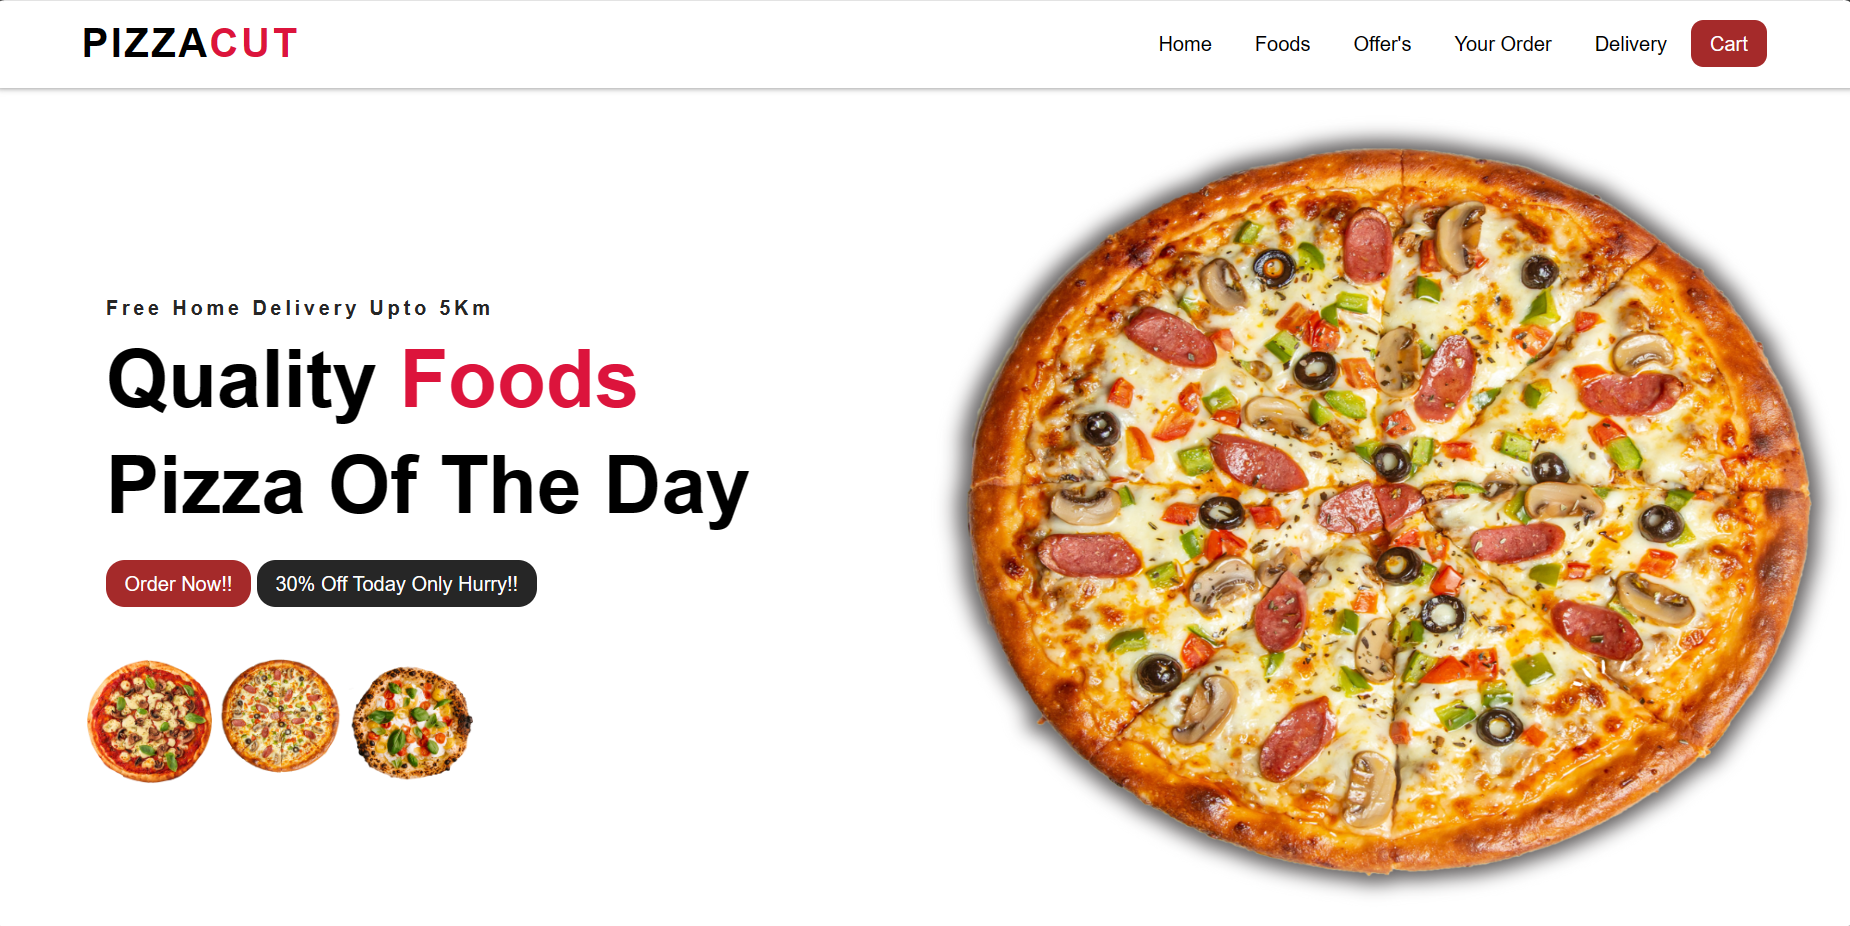 PIZZACUT
Home Foods Offer's Your Order Delivery Cart
Free Home Delivery Upto 5Km
Quality Foods
Pizza Of The Day
Order Now!! 30% Off Today Only Hurry!!